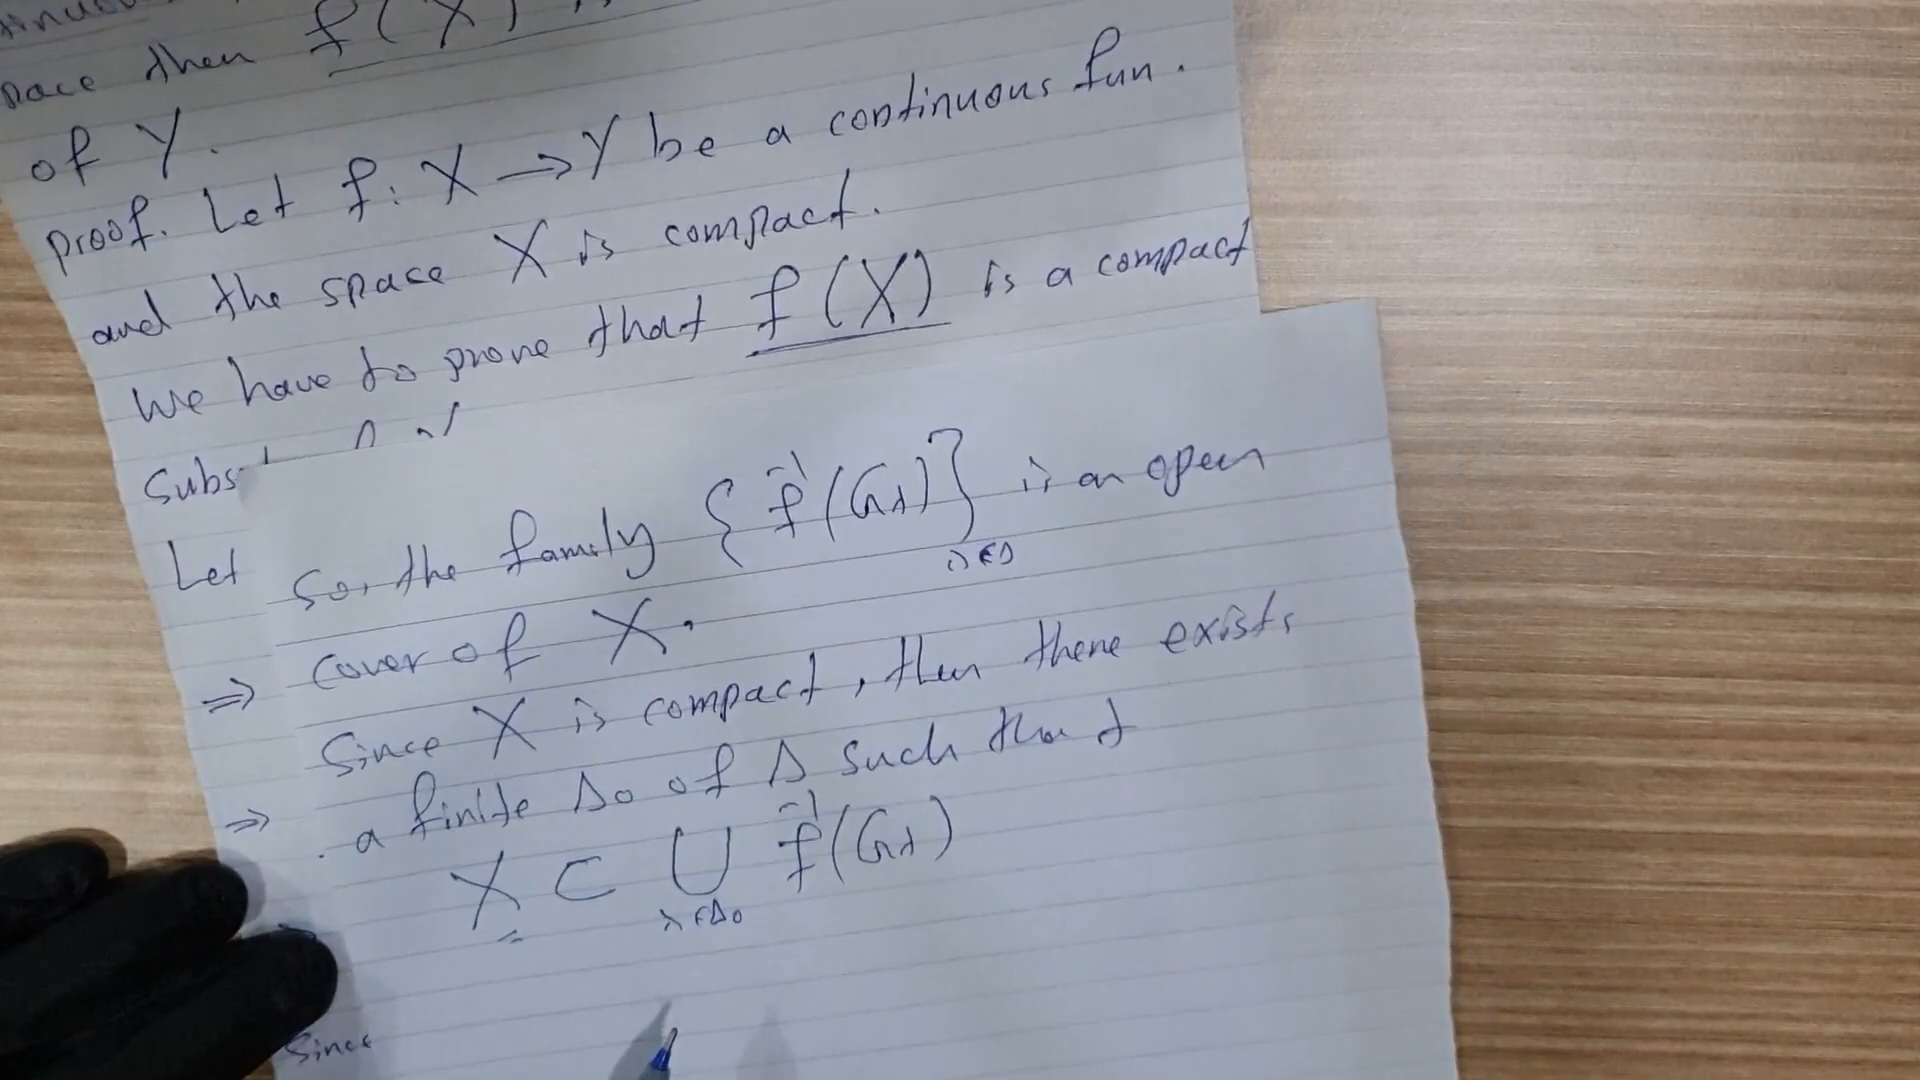 then f(X)
of Y.
proof. Let f: X → Y be a continuous fun.
and the space X is compact.
We have to prove that f(X) is a compact
Subs
Let
So, the family { f⁻¹(Gλ) }λ∈Δ is an open
⇒ cover of X.
Since X is compact, then there exists
⇒ a finite Δ₀ of Δ such that
X ⊂ ⋃λ∈Δ₀ f⁻¹(Gλ)
Since